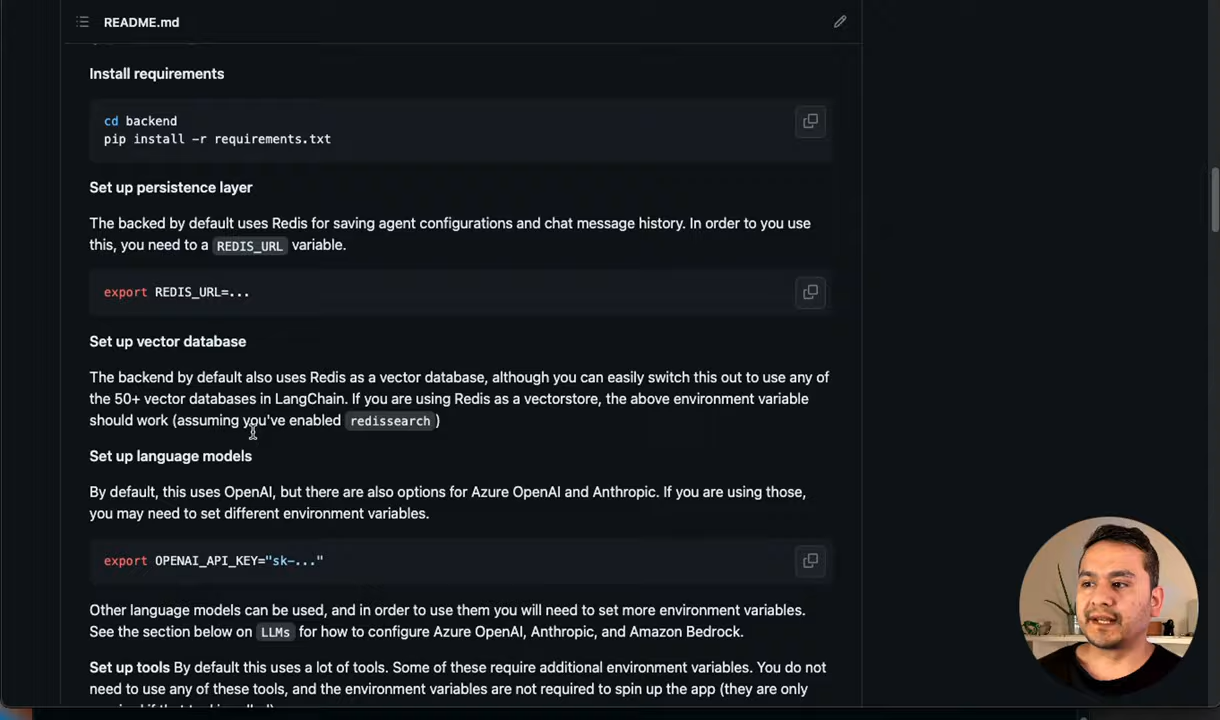 README.md
Install requirements
cd backend
pip install -r requirements.txt
Set up persistence layer
The backed by default uses Redis for saving agent configurations and chat message history. In order to you use
this, you need to a REDIS_URL variable.
export REDIS_URL=...
Set up vector database
The backend by default also uses Redis as a vector database, although you can easily switch this out to use any of
the 50+ vector databases in LangChain. If you are using Redis as a vectorstore, the above environment variable
should work (assuming you've enabled redissearch )
Set up language models
By default, this uses OpenAI, but there are also options for Azure OpenAI and Anthropic. If you are using those,
you may need to set different environment variables.
export OPENAI_API_KEY="sk-..."
Other language models can be used, and in order to use them you will need to set more environment variables.
See the section below on LLMs for how to configure Azure OpenAI, Anthropic, and Amazon Bedrock.
Set up tools By default this uses a lot of tools. Some of these require additional environment variables. You do not
need to use any of these tools, and the environment variables are not required to spin up the app (they are only